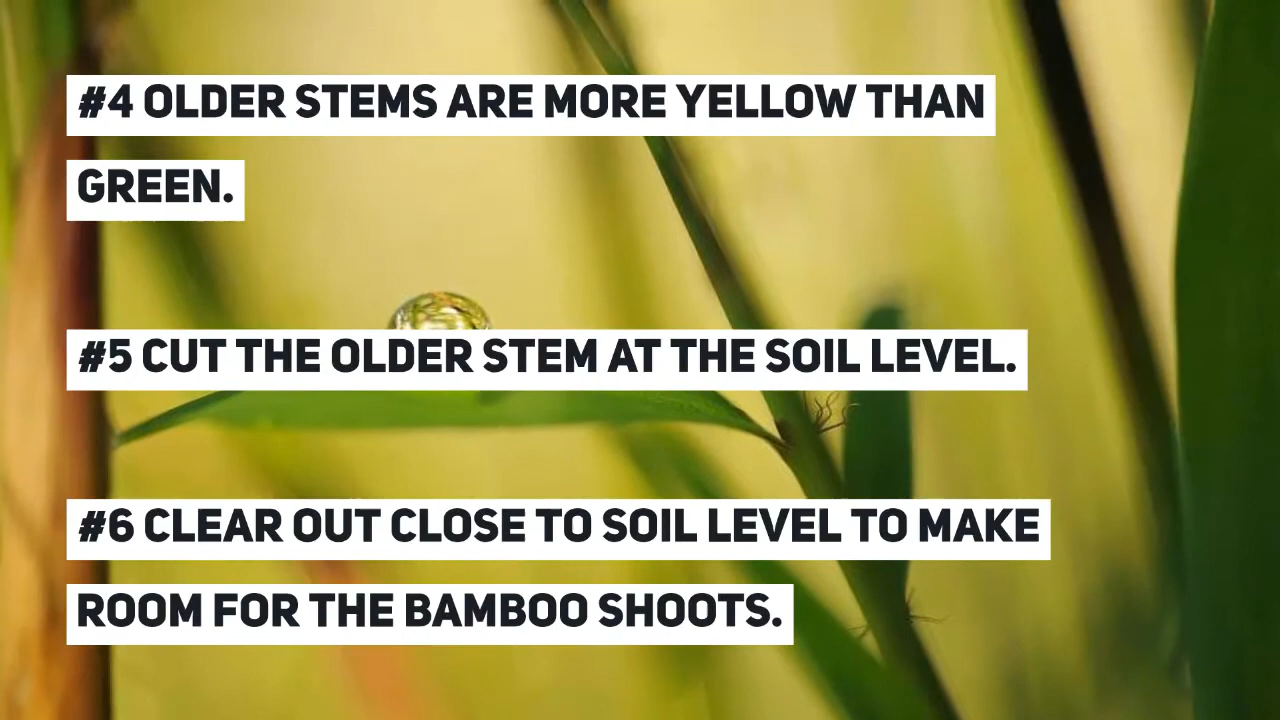 #4 OLDER STEMS ARE MORE YELLOW THAN
GREEN.
#5 CUT THE OLDER STEM AT THE SOIL LEVEL.
#6 CLEAR OUT CLOSE TO SOIL LEVEL TO MAKE
ROOM FOR THE BAMBOO SHOOTS.